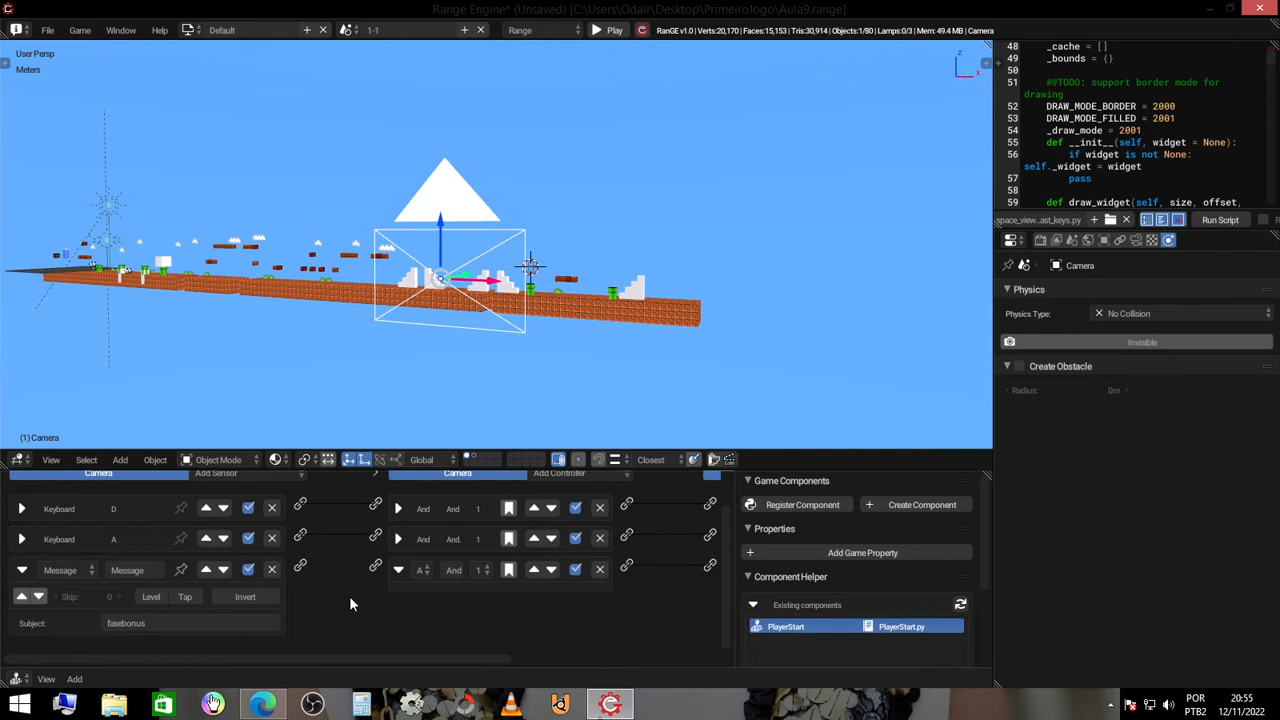 Range Engine* (Unsaved) [C:\Users\Odair\Desktop\PrimeiroJogo\Aula9.range]
File Game Window Help Default 1-1 Range Play RanGE v1.0 | Verts:20,170 | Faces:15,153 | Tris:30,914 | Objects:1/80 | Lamps:0/3 | Mem:49.4 MB | Camera
User Persp
Meters
z
(1) Camera
48 _cache = []
49 _bounds = {}
50
51 ##TODO: support border mode for
drawing
52 DRAW_MODE_BORDER = 2000
53 DRAW_MODE_FILLED = 2001
54 _draw_mode = 2001
55 def __init__(self, widget = None):
56 if widget is not None:
self._widget = widget
57 pass
58
59 def draw_widget(self, size, offset,
space_view...ast_keys.py Run Script
Camera
Physics
Physics Type: No Collision
Invisible
Create Obstacle
Radius: 0m
View Select Add Object Object Mode Global Closest
Camera Add Sensor Camera Add Controller
Keyboard D And And 1
Keyboard A And And. 1
Message Message A And 1
Skip: 0 Level Tap Invert
Subject: fasebonus
Game Components
Register Component Create Component
Properties
Add Game Property
Component Helper
Existing components
PlayerStart PlayerStart.py
View Add
POR
PTB2
20:55
12/11/2022